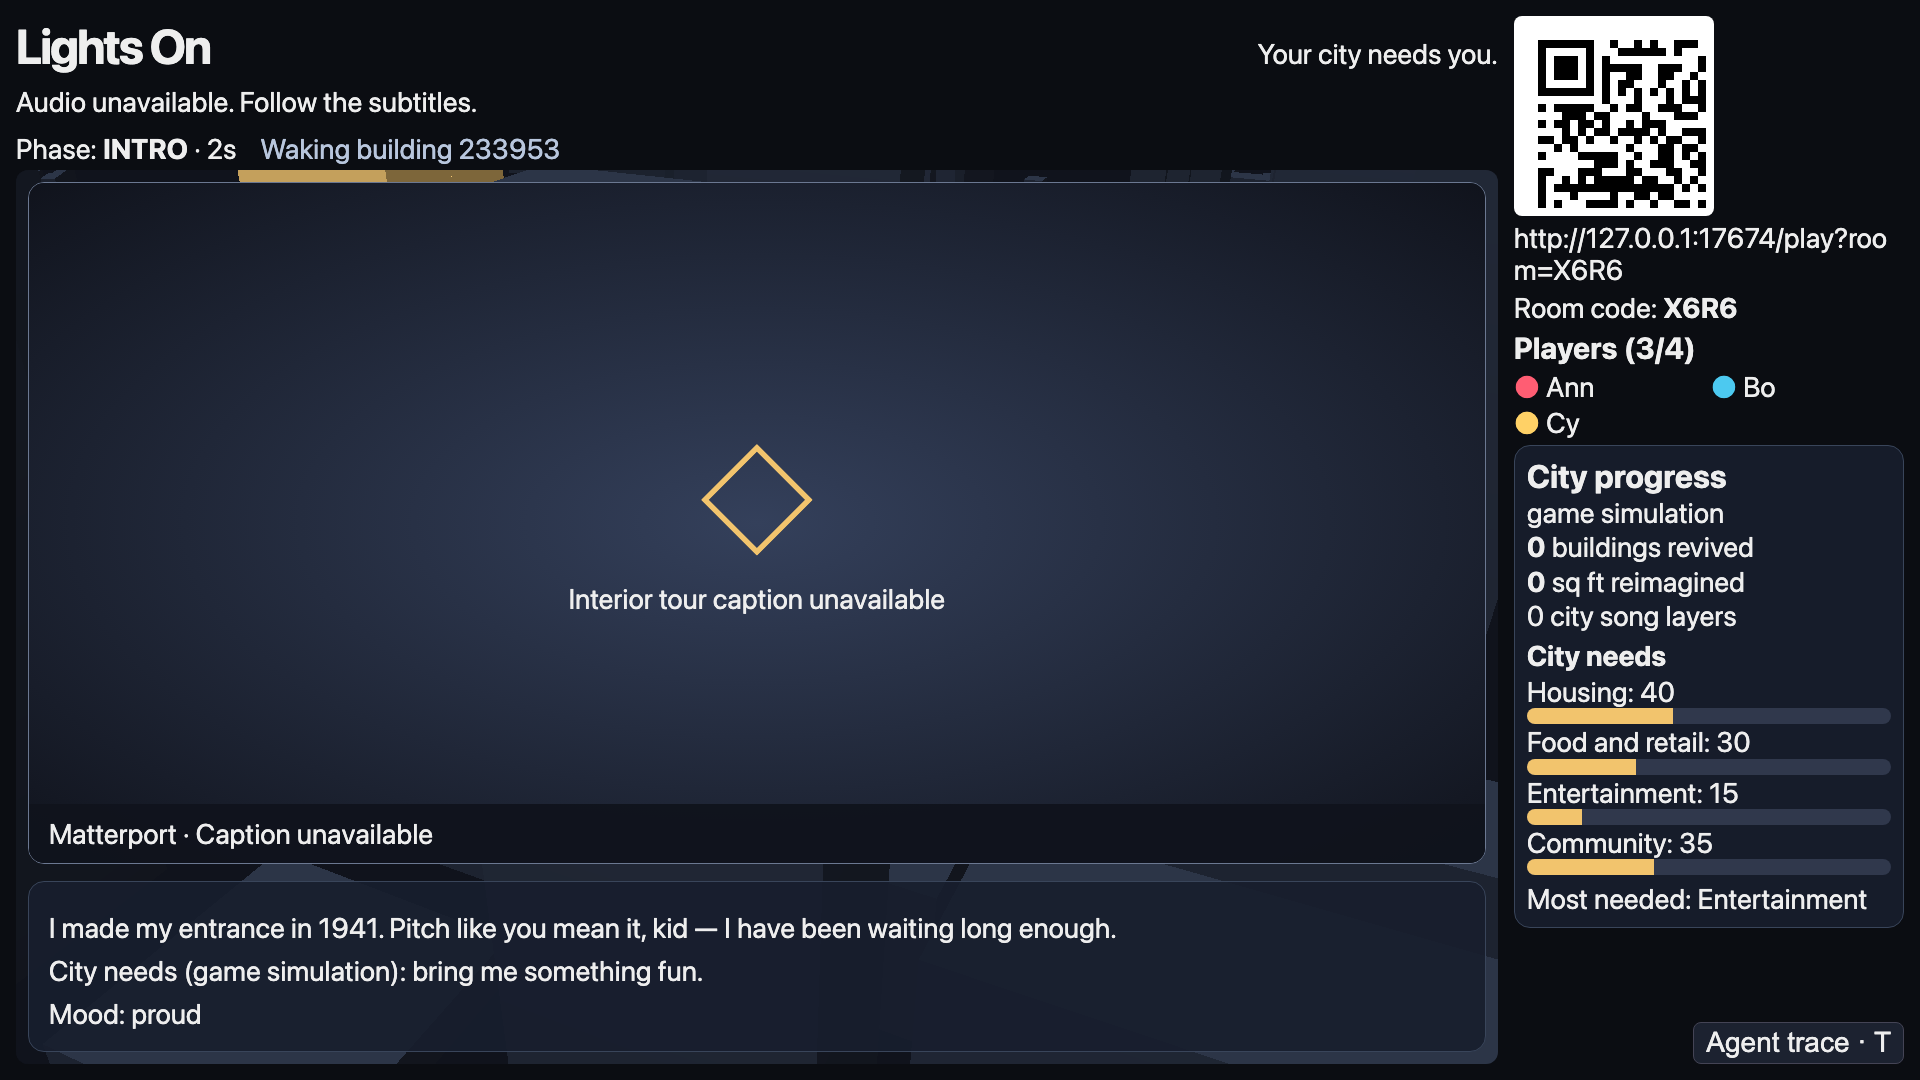 Lights On
Your city needs you.
Audio unavailable. Follow the subtitles.
Phase: INTRO · 2s Waking building 233953
Interior tour caption unavailable
Matterport · Caption unavailable
I made my entrance in 1941. Pitch like you mean it, kid — I have been waiting long enough.
City needs (game simulation): bring me something fun.
Mood: proud
http://127.0.0.1:17674/play?roo
m=X6R6
Room code: X6R6
Players (3/4)
Ann
Bo
Cy
City progress
game simulation
0 buildings revived
0 sq ft reimagined
0 city song layers
City needs
Housing: 40
Food and retail: 30
Entertainment: 15
Community: 35
Most needed: Entertainment
Agent trace · T